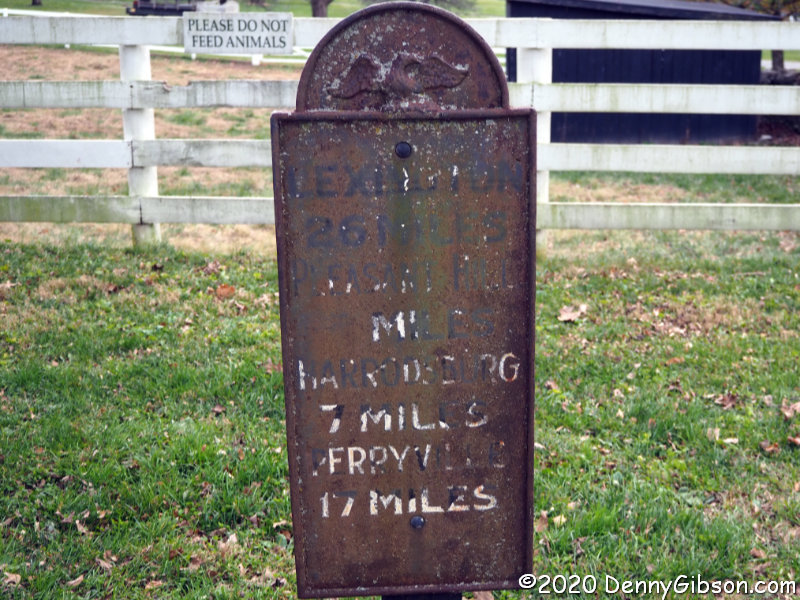 PLEASE DO NOT
FEED ANIMALS
LEXINGTON
26 MILES
PLEASANT HILL
MILES
HARRODSBURG
7 MILES
PERRYVILLE
17 MILES
©2020 DennyGibson.com